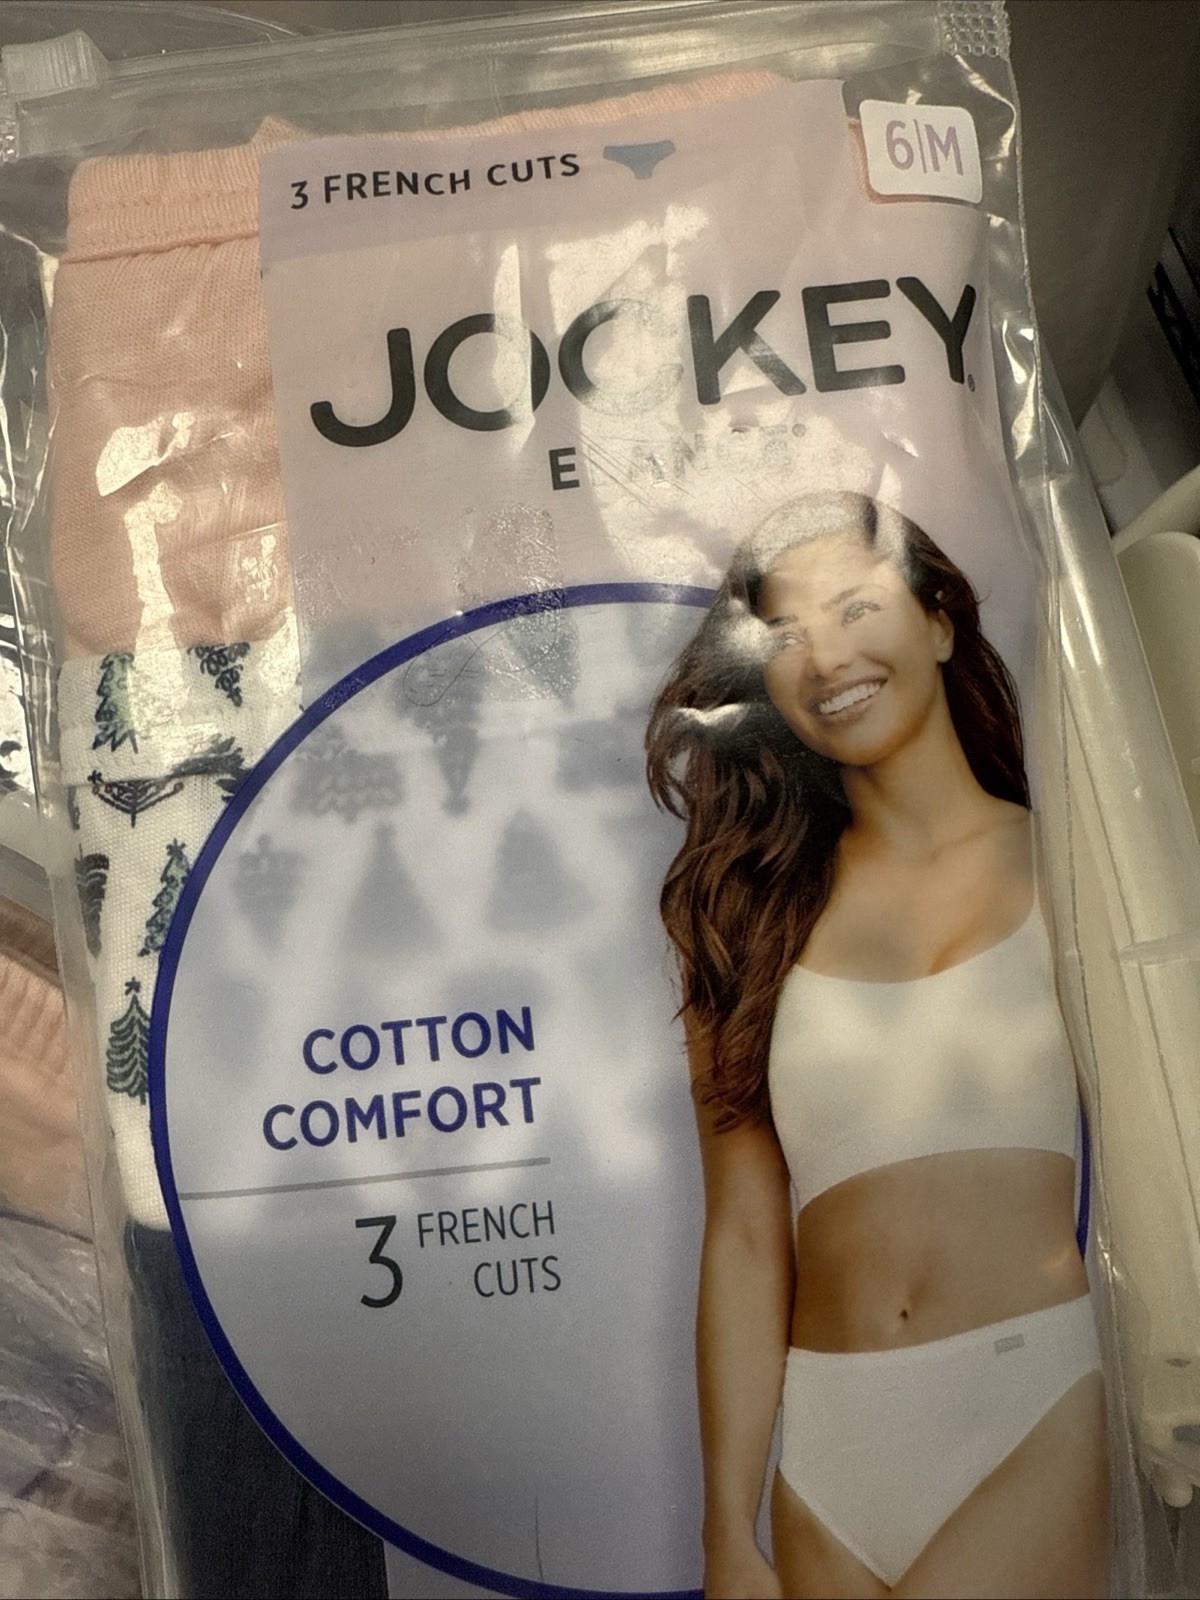 3 FRENCH CUTS
6|M
JOCKEY®
COTTON
COMFORT
3 FRENCH
CUTS